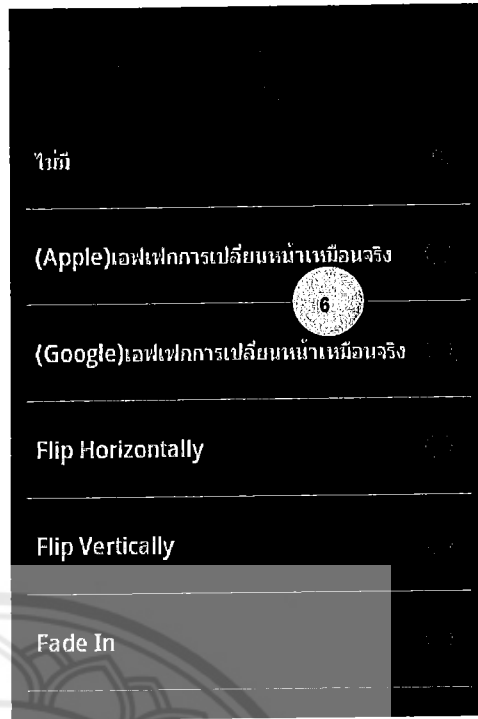 ไม่มี
(Apple)เอฟเฟกการเปลี่ยนหน้าเหมือนจริง
6
(Google)เอฟเฟกการเปลี่ยนหน้าเหมือนจริง
Flip Horizontally
Flip Vertically
Fade In